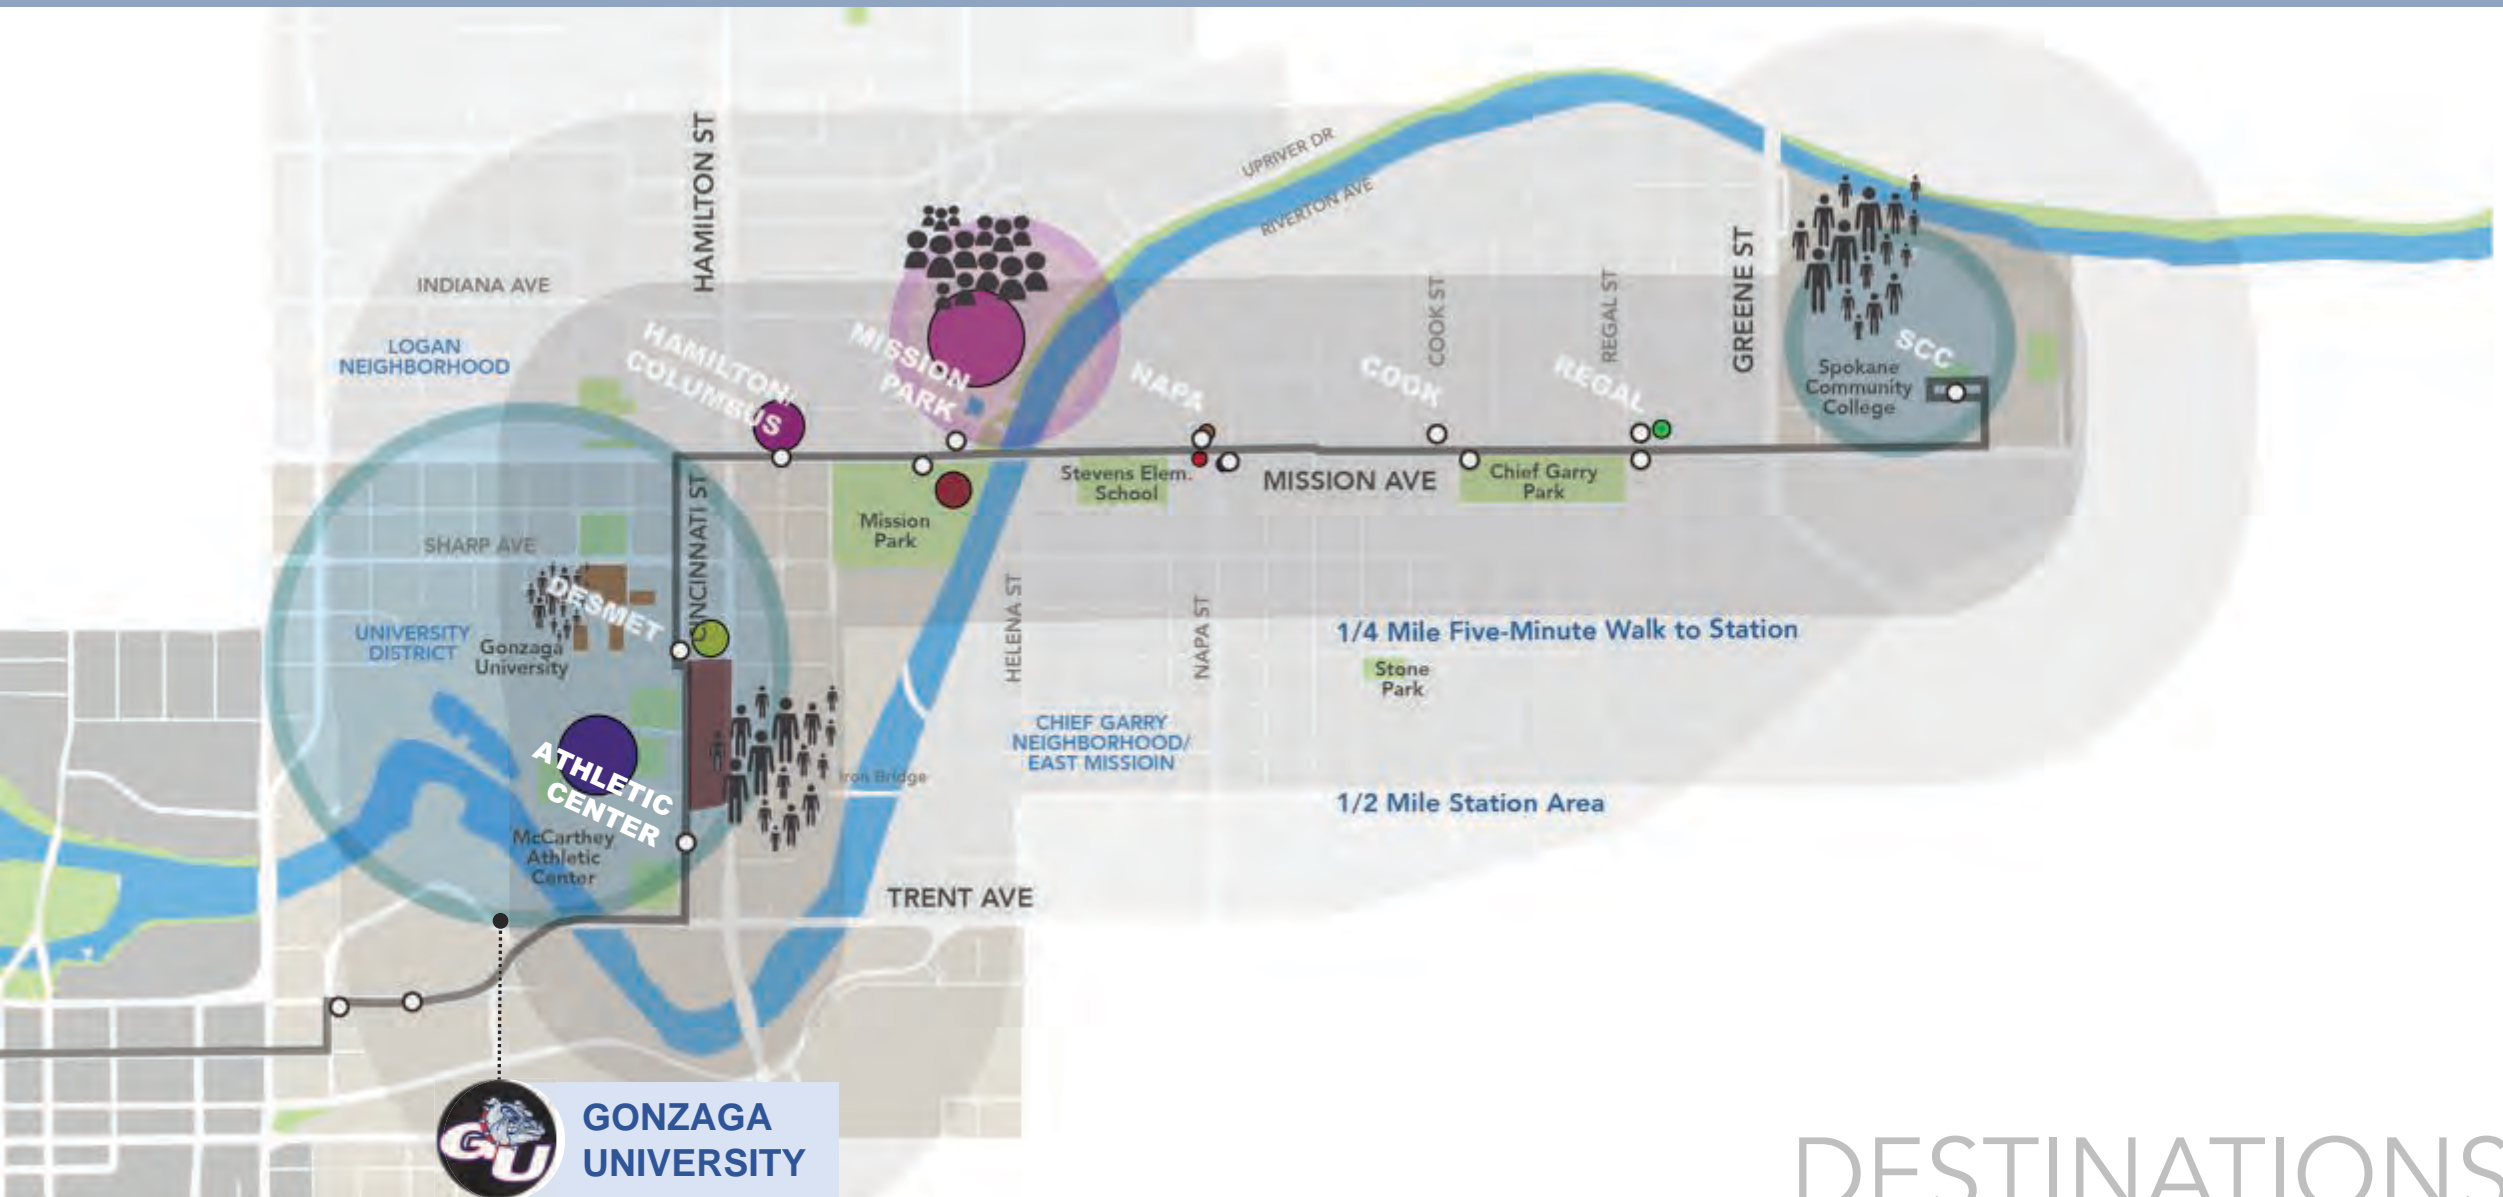 HAMILTON ST
UPRIVER DR
RIVERTON AVE
INDIANA AVE
LOGAN
NEIGHBORHOOD
HAMILTON/
COLUMBUS
MISSION
PARK
NAPA
COOK
COOK ST
REGAL
REGAL ST
GREENE ST
SCC
Spokane
Community
College
Stevens Elem.
School
MISSION AVE
Chief Garry
Park
Mission
Park
CINCINNATI ST
SHARP AVE
DESMET
UNIVERSITY
DISTRICT
Gonzaga
University
HELENA ST
NAPA ST
1/4 Mile Five-Minute Walk to Station
Stone
Park
CHIEF GARRY
NEIGHBORHOOD/
EAST MISSIOIN
Iron Bridge
1/2 Mile Station Area
ATHLETIC
CENTER
McCarthey
Athletic
Center
TRENT AVE
GU
GONZAGA
UNIVERSITY
DESTINATIONS